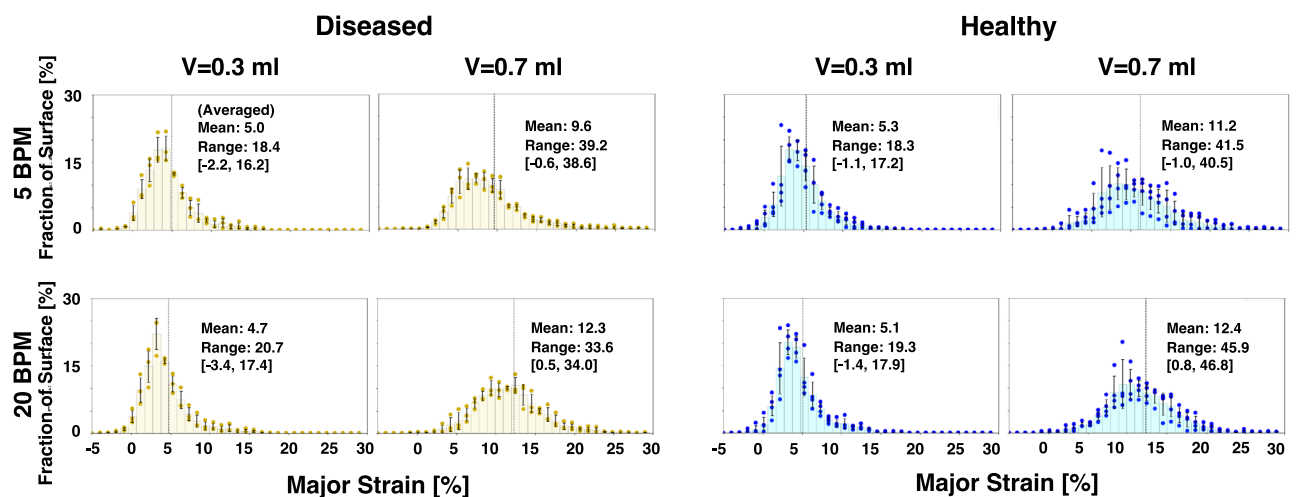 Diseased
Healthy
V=0.3 ml
V=0.7 ml
V=0.3 ml
V=0.7 ml
5 BPM
Fraction of Surface [%]
30
15
0
(Averaged)
Mean: 5.0
Range: 18.4
[-2.2, 16.2]
Mean: 9.6
Range: 39.2
[-0.6, 38.6]
Mean: 5.3
Range: 18.3
[-1.1, 17.2]
Mean: 11.2
Range: 41.5
[-1.0, 40.5]
20 BPM
Fraction of Surface [%]
30
15
0
Mean: 4.7
Range: 20.7
[-3.4, 17.4]
Mean: 12.3
Range: 33.6
[0.5, 34.0]
Mean: 5.1
Range: 19.3
[-1.4, 17.9]
Mean: 12.4
Range: 45.9
[0.8, 46.8]
-5 0 5 10 15 20 25 30
0 5 10 15 20 25 30
-5 0 5 10 15 20 25 30
0 5 10 15 20 25 30
Major Strain [%]
Major Strain [%]